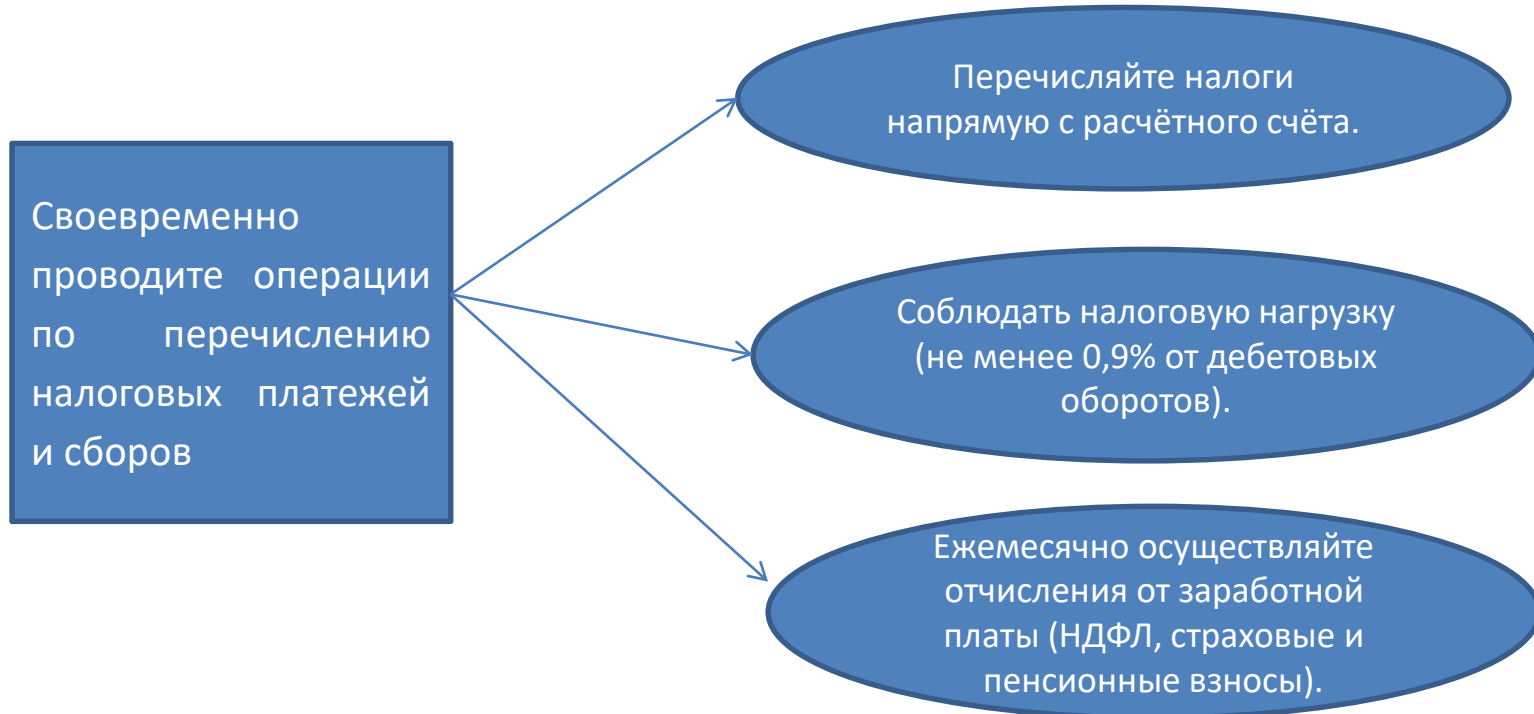 Перечисляйте налоги
напрямую с расчётного счёта.
Своевременно
проводите операции
по перечислению
налоговых платежей
и сборов
Соблюдать налоговую нагрузку
(не менее 0,9% от дебетовых
оборотов).
Ежемесячно осуществляйте
отчисления от заработной
платы (НДФЛ, страховые и
пенсионные взносы).